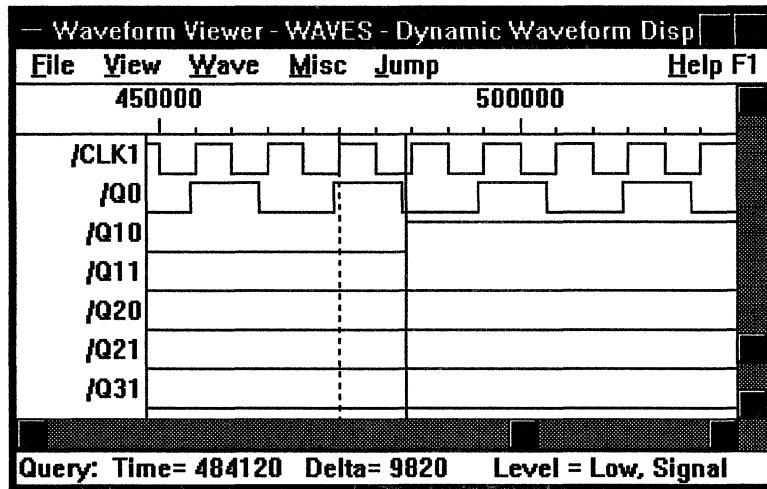 Waveform Viewer - WAVES - Dynamic Waveform Disp
File View Wave Misc Jump Help F1
450000 500000
/CLK1
/Q0
/Q10
/Q11
/Q20
/Q21
/Q31
Query: Time= 484120 Delta= 9820 Level = Low, Signal